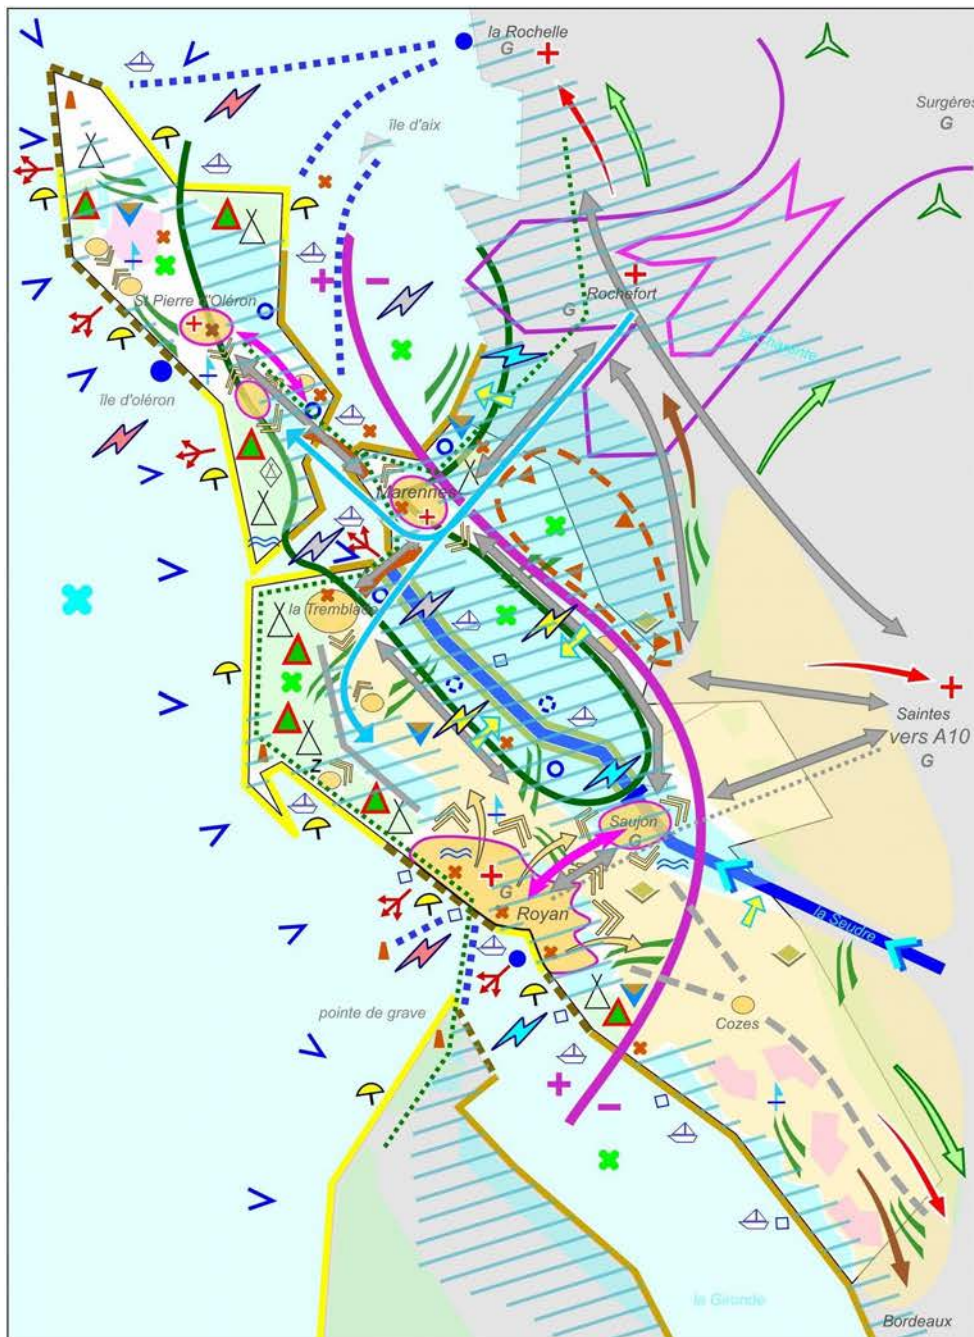 la Rochelle
G
Surgères
G
île d'aix
Rochefort
G
la Charente
St Pierre d'Oléron
île d'oléron
Marennes
la Tremblade
Saintes
vers A10
G
Z
Saujon
G
G
Royan
la Seudre
pointe de grave
Cozes
la Gironde
Bordeaux